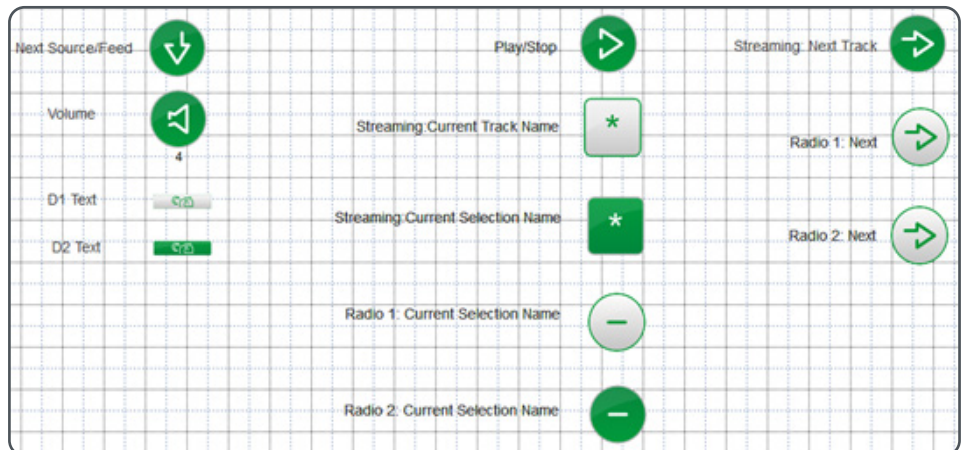 Next Source/Feed
Play/Stop
Streaming: Next Track
Volume
4
Streaming:Current Track Name
*
Radio 1: Next
D1 Text
Streaming:Current Selection Name
*
Radio 2: Next
D2 Text
Radio 1: Current Selection Name
Radio 2: Current Selection Name